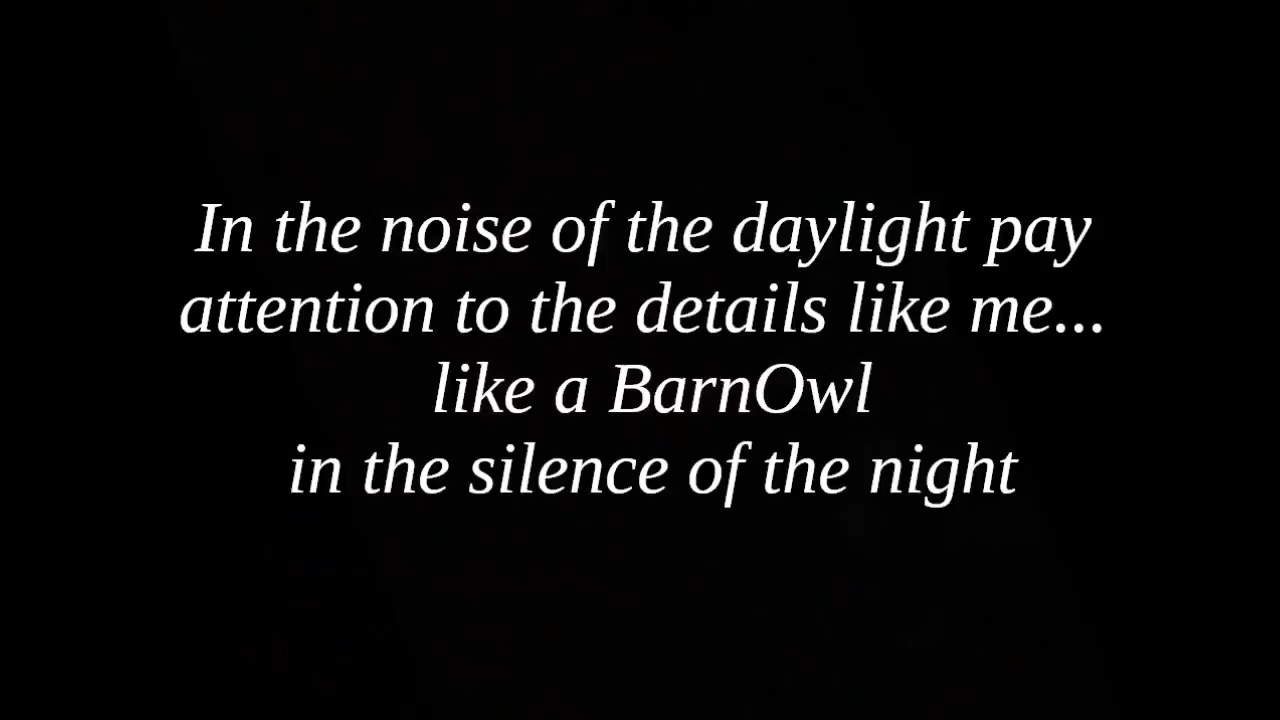 In the noise of the daylight pay
attention to the details like me...
like a BarnOwl
in the silence of the night